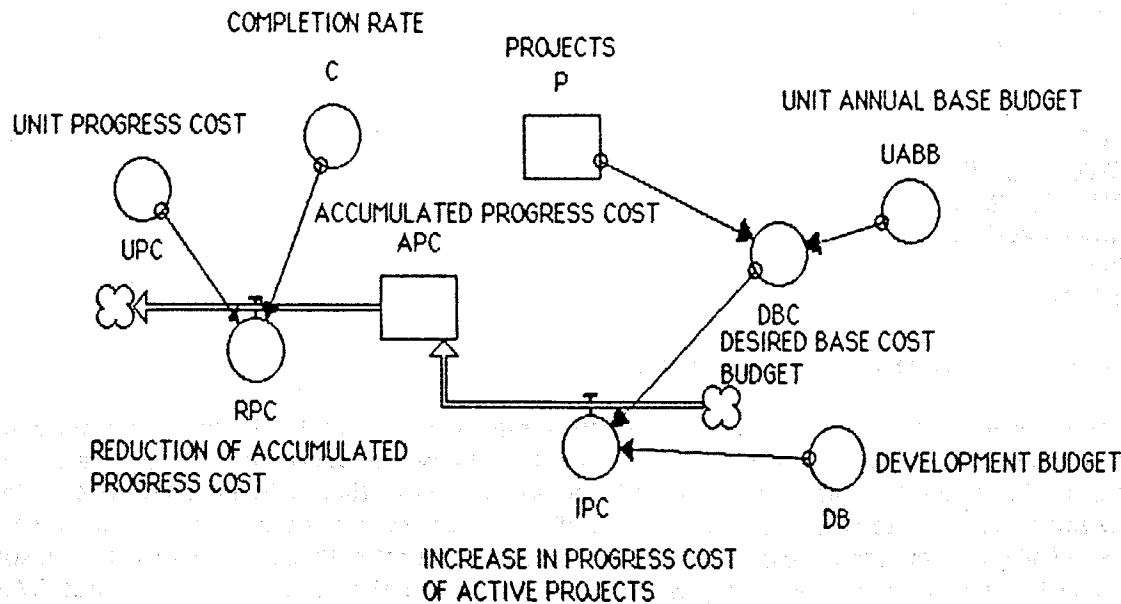 COMPLETION RATE
C
PROJECTS
P
UNIT PROGRESS COST
UNIT ANNUAL BASE BUDGET
UABB
UPC
ACCUMULATED PROGRESS COST
APC
DBC
DESIRED BASE COST
BUDGET
RPC
REDUCTION OF ACCUMULATED
PROGRESS COST
IPC
DEVELOPMENT BUDGET
DB
INCREASE IN PROGRESS COST
OF ACTIVE PROJECTS